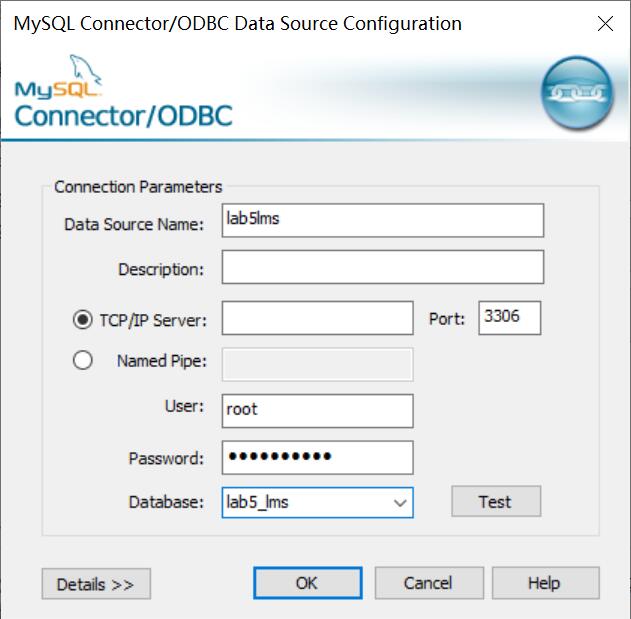 MySQL Connector/ODBC Data Source Configuration
MySQL
Connector/ODBC
Connection Parameters
Data Source Name: lab5lms
Description:
TCP/IP Server: Port: 3306
Named Pipe:
User: root
Password: ●●●●●●●●●●
Database: lab5_lms Test
Details >> OK Cancel Help